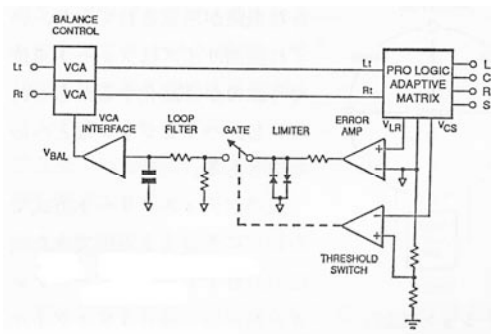 BALANCE
CONTROL
Lt
VCA
Rt
VCA
Lt
Rt
PRO LOGIC
ADAPTIVE
MATRIX
L
C
R
S
VCA
INTERFACE
LOOP
FILTER
GATE
LIMITER
ERROR
AMP
VLR
VCS
VBAL
+
−
−
+
THRESHOLD
SWITCH